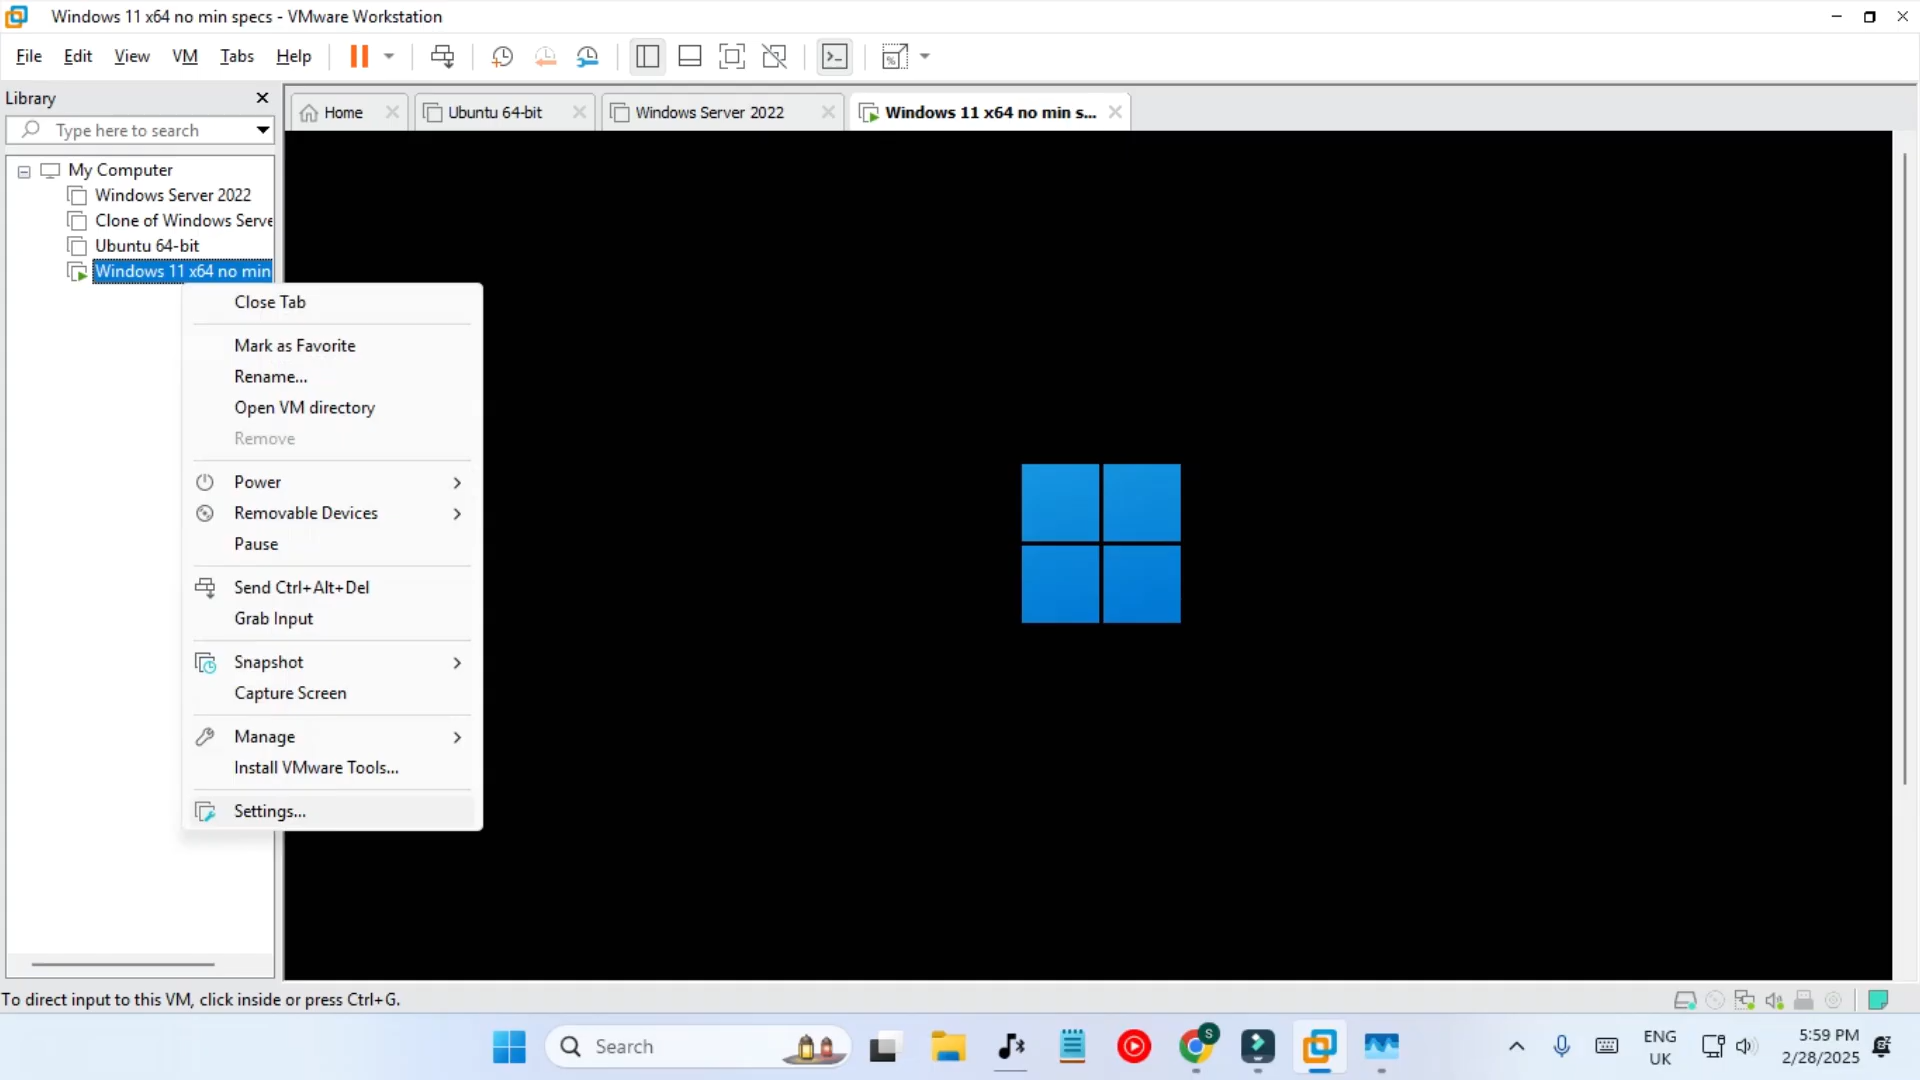 Windows 11 x64 no min specs - VMware Workstation
File Edit View VM Tabs Help
Library
Type here to search
Home
Ubuntu 64-bit
Windows Server 2022
Windows 11 x64 no min s...
My Computer
Windows Server 2022
Clone of Windows Serve
Ubuntu 64-bit
Windows 11 x64 no min
Close Tab
Mark as Favorite
Rename...
Open VM directory
Remove
Power
Removable Devices
Pause
Send Ctrl+Alt+Del
Grab Input
Snapshot
Capture Screen
Manage
Install VMware Tools...
Settings...
To direct input to this VM, click inside or press Ctrl+G.
Search
S
ENG
UK
5:59 PM
2/28/2025